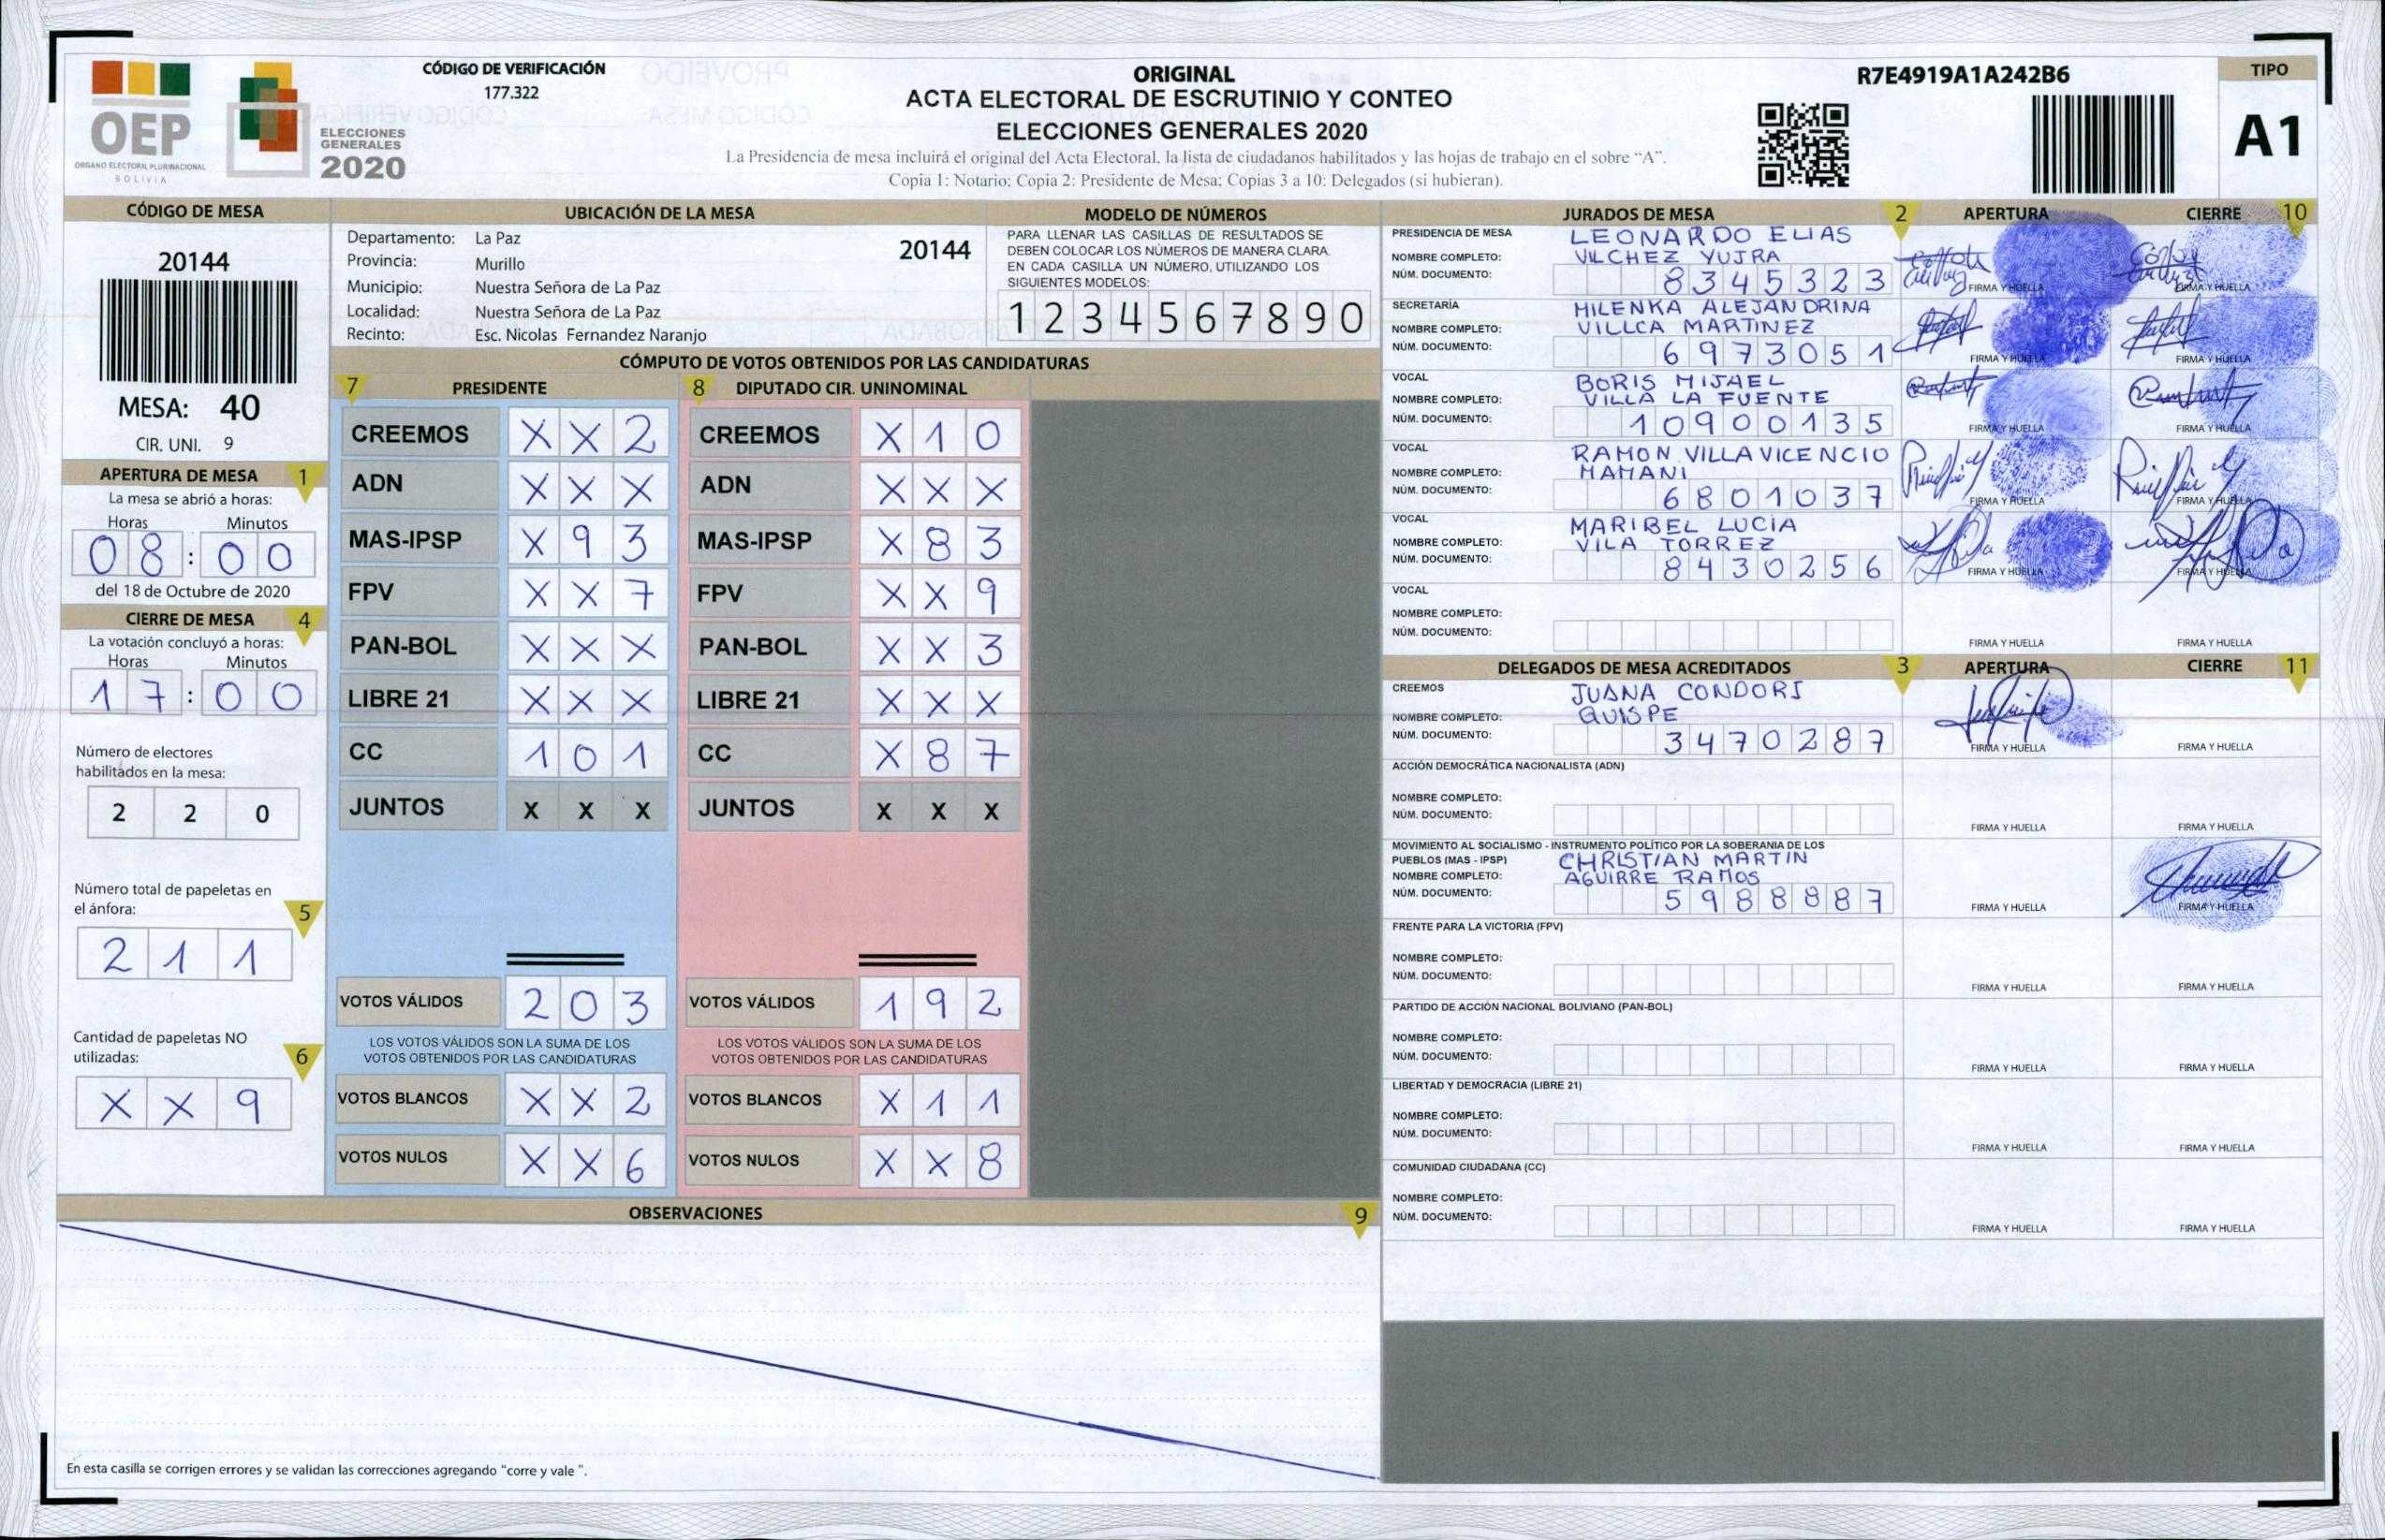 OEP
ORGANO ELECTORAL PLURINACIONAL
BOLIVIA
ELECCIONES
GENERALES
2020
CÓDIGO DE VERIFICACIÓN
177.322
ORIGINAL
ACTA ELECTORAL DE ESCRUTINIO Y CONTEO
ELECCIONES GENERALES 2020
La Presidencia de mesa incluirá el original del Acta Electoral, la lista de ciudadanos habilitados y las hojas de trabajo en el sobre "A".
Copia 1: Notario; Copia 2: Presidente de Mesa; Copias 3 a 10: Delegados (si hubieran).
R7E4919A1A242B6
TIPO
A1
CÓDIGO DE MESA
20144
MESA: 40
CIR. UNI. 9
APERTURA DE MESA 1
La mesa se abrió a horas:
Horas Minutos
08:00
del 18 de Octubre de 2020
CIERRE DE MESA 4
La votación concluyó a horas:
Horas Minutos
17:00
Número de electores
habilitados en la mesa:
2 2 0
Número total de papeletas en
el ánfora: 5
2 1 1
Cantidad de papeletas NO
utilizadas: 6
X X 9
UBICACIÓN DE LA MESA
Departamento: La Paz 20144
Provincia: Murillo
Municipio: Nuestra Señora de La Paz
Localidad: Nuestra Señora de La Paz
Recinto: Esc. Nicolas Fernandez Naranjo
MODELO DE NÚMEROS
PARA LLENAR LAS CASILLAS DE RESULTADOS SE
DEBEN COLOCAR LOS NÚMEROS DE MANERA CLARA.
EN CADA CASILLA UN NÚMERO, UTILIZANDO LOS
SIGUIENTES MODELOS:
1 2 3 4 5 6 7 8 9 0
CÓMPUTO DE VOTOS OBTENIDOS POR LAS CANDIDATURAS
7 PRESIDENTE
CREEMOS X X 2
ADN X X X
MAS-IPSP X 9 3
FPV X X 7
PAN-BOL X X X
LIBRE 21 X X X
CC 1 0 1
JUNTOS X X X
VOTOS VÁLIDOS 2 0 3
LOS VOTOS VÁLIDOS SON LA SUMA DE LOS
VOTOS OBTENIDOS POR LAS CANDIDATURAS
VOTOS BLANCOS X X 2
VOTOS NULOS X X 6
8 DIPUTADO CIR. UNINOMINAL
CREEMOS X 1 0
ADN X X X
MAS-IPSP X 8 3
FPV X X 9
PAN-BOL X X 3
LIBRE 21 X X X
CC X 8 7
JUNTOS X X X
VOTOS VÁLIDOS 1 9 2
LOS VOTOS VÁLIDOS SON LA SUMA DE LOS
VOTOS OBTENIDOS POR LAS CANDIDATURAS
VOTOS BLANCOS X 1 1
VOTOS NULOS X X 8
OBSERVACIONES 9
En esta casilla se corrigen errores y se validan las correcciones agregando "corre y vale ".
JURADOS DE MESA 2 APERTURA CIERRE 10
PRESIDENCIA DE MESA LEONARDO ELIAS
NOMBRE COMPLETO: VILCHEZ YUJRA
NÚM. DOCUMENTO: 8345323 FIRMA Y HUELLA FIRMA Y HUELLA
SECRETARÍA MILENKA ALEJANDRINA
NOMBRE COMPLETO: VILLCA MARTINEZ
NÚM. DOCUMENTO: 6973051 FIRMA Y HUELLA FIRMA Y HUELLA
VOCAL BORIS MIJAEL
NOMBRE COMPLETO: VILLA LA FUENTE
NÚM. DOCUMENTO: 10900135 FIRMA Y HUELLA FIRMA Y HUELLA
VOCAL RAMON VILLAVICENCIO
NOMBRE COMPLETO: MAMANI
NÚM. DOCUMENTO: 6801037 FIRMA Y HUELLA FIRMA Y HUELLA
VOCAL MARIBEL LUCIA
NOMBRE COMPLETO: VILA TORREZ
NÚM. DOCUMENTO: 8430256 FIRMA Y HUELLA FIRMA Y HUELLA
VOCAL
NOMBRE COMPLETO:
NÚM. DOCUMENTO: FIRMA Y HUELLA FIRMA Y HUELLA
DELEGADOS DE MESA ACREDITADOS 3 APERTURA CIERRE 11
CREEMOS JUANA CONDORI
NOMBRE COMPLETO: QUISPE
NÚM. DOCUMENTO: 3470287 FIRMA Y HUELLA FIRMA Y HUELLA
ACCIÓN DEMOCRÁTICA NACIONALISTA (ADN)
NOMBRE COMPLETO:
NÚM. DOCUMENTO: FIRMA Y HUELLA FIRMA Y HUELLA
MOVIMIENTO AL SOCIALISMO - INSTRUMENTO POLÍTICO POR LA SOBERANIA DE LOS
PUEBLOS (MAS - IPSP) CHRISTIAN MARTIN
NOMBRE COMPLETO: AGUIRRE RAMOS
NÚM. DOCUMENTO: 5988887 FIRMA Y HUELLA FIRMA Y HUELLA
FRENTE PARA LA VICTORIA (FPV)
NOMBRE COMPLETO:
NÚM. DOCUMENTO: FIRMA Y HUELLA FIRMA Y HUELLA
PARTIDO DE ACCIÓN NACIONAL BOLIVIANO (PAN-BOL)
NOMBRE COMPLETO:
NÚM. DOCUMENTO: FIRMA Y HUELLA FIRMA Y HUELLA
LIBERTAD Y DEMOCRACIA (LIBRE 21)
NOMBRE COMPLETO:
NÚM. DOCUMENTO: FIRMA Y HUELLA FIRMA Y HUELLA
COMUNIDAD CIUDADANA (CC)
NOMBRE COMPLETO:
NÚM. DOCUMENTO: FIRMA Y HUELLA FIRMA Y HUELLA